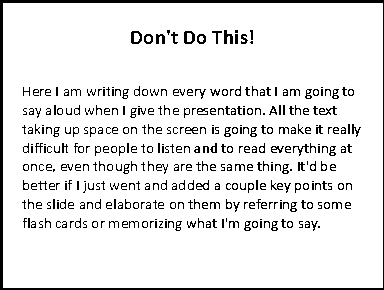 Don't Do This!
Here I am writing down every word that I am going to
say aloud when I give the presentation. All the text
taking up space on the screen is going to make it really
difficult for people to listen and to read everything at
once, even though they are the same thing. It'd be
better if I just went and added a couple key points on
the slide and elaborate on them by referring to some
flash cards or memorizing what I'm going to say.